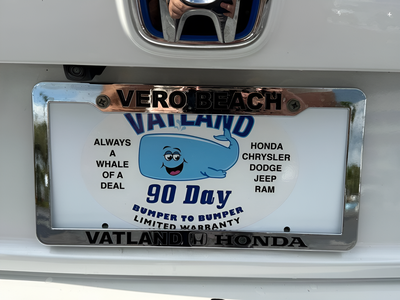 VERO BEACH
VATLAND
ALWAYS
A
WHALE
OF A
DEAL
HONDA
CHRYSLER
DODGE
JEEP
RAM
90 Day
BUMPER TO BUMPER
LIMITED WARRANTY
VATLAND HONDA